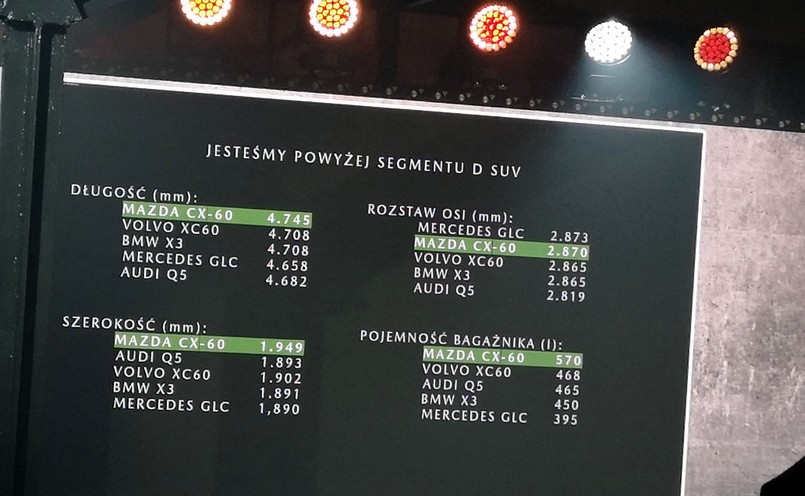 JESTEŚMY POWYŻEJ SEGMENTU D SUV
DŁUGOŚĆ (mm):
MAZDA CX-60 4.745
VOLVO XC60 4.708
BMW X3 4.708
MERCEDES GLC 4.658
AUDI Q5 4.682
ROZSTAW OSI (mm):
MERCEDES GLC 2.873
MAZDA CX-60 2.870
VOLVO XC60 2.865
BMW X3 2.865
AUDI Q5 2.819
SZEROKOŚĆ (mm):
MAZDA CX-60 1.949
AUDI Q5 1.893
VOLVO XC60 1.902
BMW X3 1.891
MERCEDES GLC 1,890
POJEMNOŚĆ BAGAŻNIKA (l):
MAZDA CX-60 570
VOLVO XC60 468
AUDI Q5 465
BMW X3 450
MERCEDES GLC 395